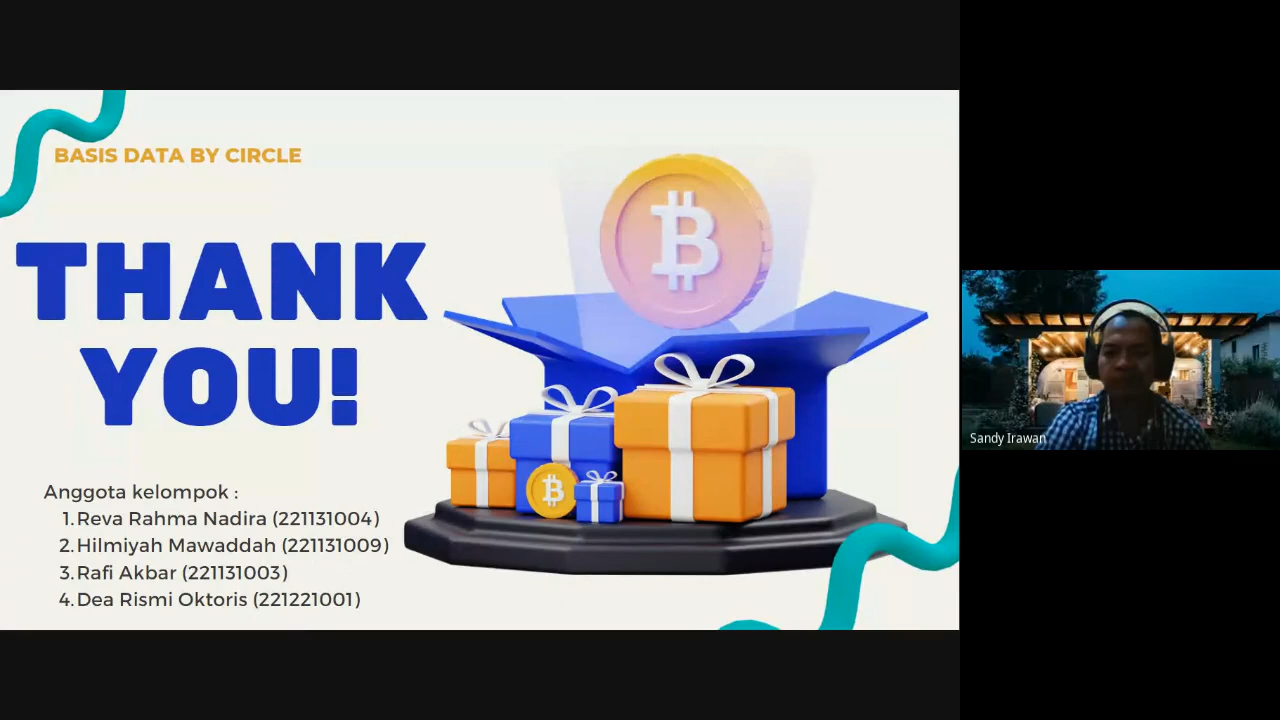 BASIS DATA BY CIRCLE
THANK
YOU!
Anggota kelompok :
1. Reva Rahma Nadira (221131004)
2. Hilmiyah Mawaddah (221131009)
3. Rafi Akbar (221131003)
4. Dea Rismi Oktoris (221221001)
Sandy Irawan